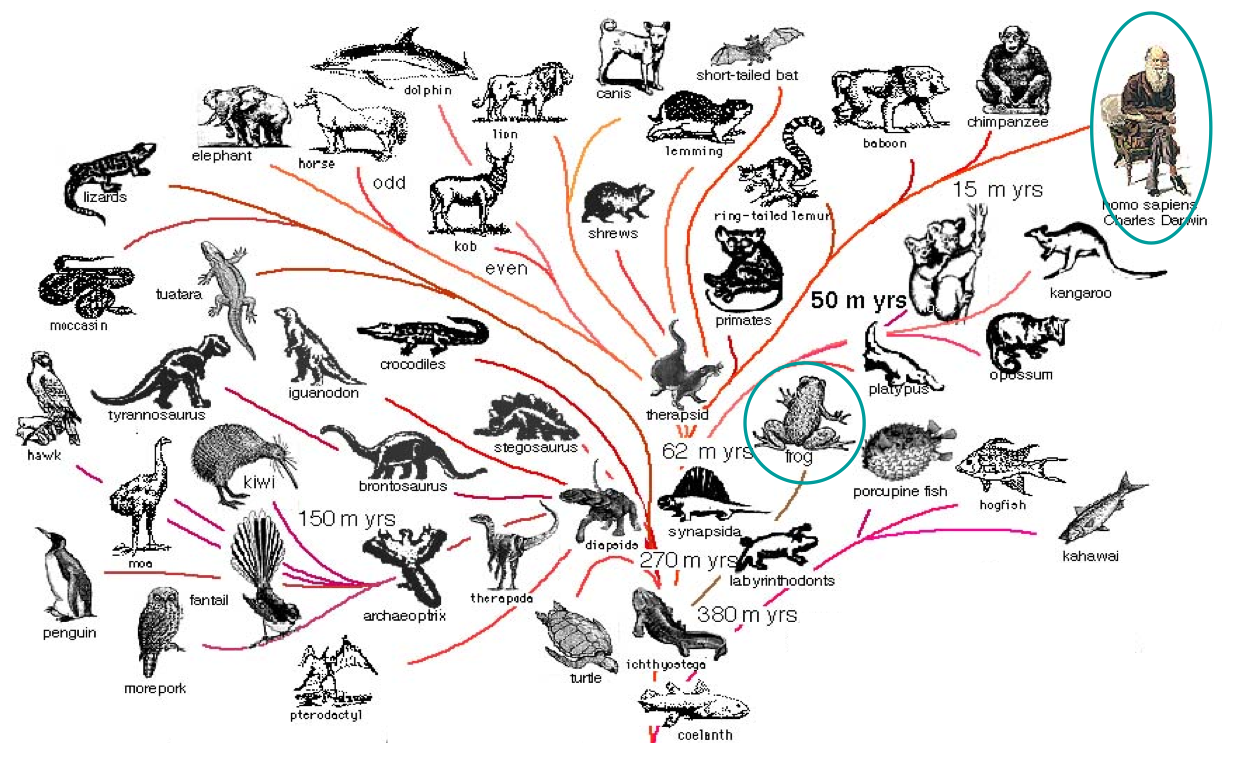 dolphin
canis
short-tailed bat
chimpanzee
elephant
horse
lion
lemming
baboon
lizards
odd
15 m yrs
homo sapiens
Charles Darwin
kob
shrews
ring-tailed lemur
even
moccasin
tuatara
primates
50 m yrs
kangaroo
crocodiles
iguanodon
platypus
opossum
tyrannosaurus
therapsid
hawk
stegosaurus
62 m yrs
frog
kiwi
brontosaurus
porcupine fish
hogfish
150 m yrs
synapsida
diapsida
270 m yrs
kahawai
moa
labyrinthodonts
fantail
therapoda
archaeoptrix
380 m yrs
penguin
ichthyostega
turtle
morepork
pterodactyl
coelanth